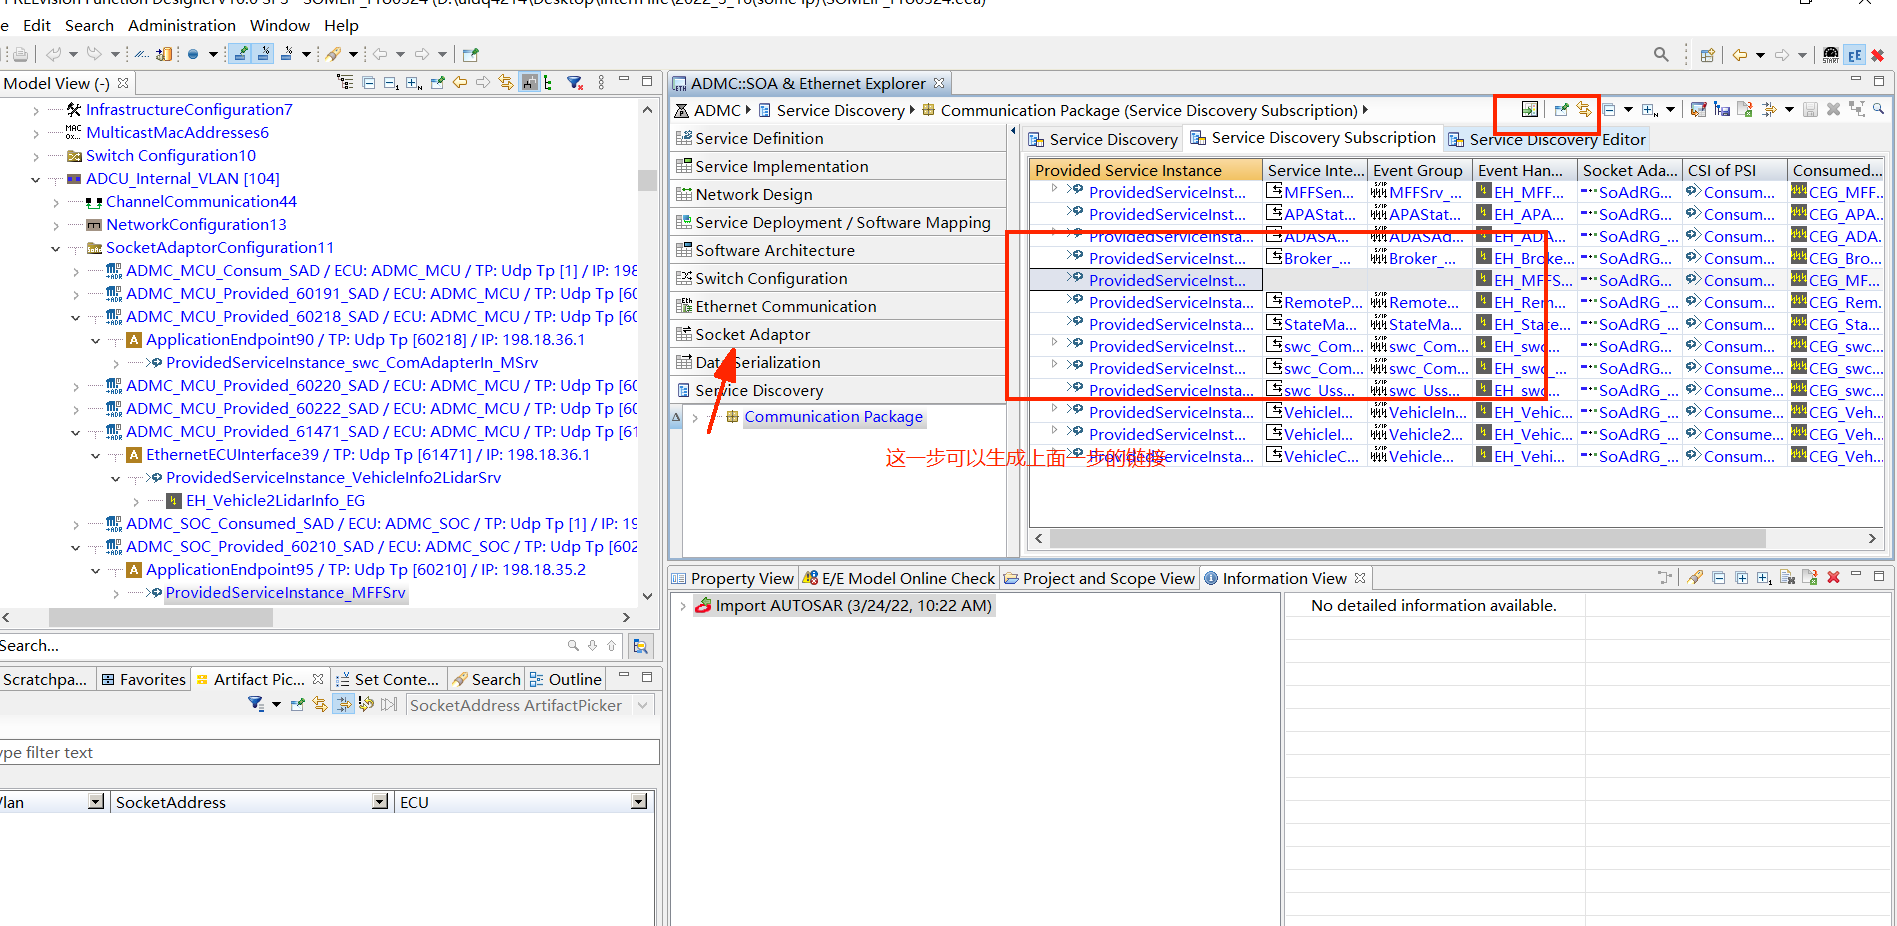 Edit Search Administration Window Help
Model View (-)
InfrastructureConfiguration7
MulticastMacAddresses6
Switch Configuration10
ADCU_Internal_VLAN [104]
ChannelCommunication44
NetworkConfiguration13
SocketAdaptorConfiguration11
ADMC_MCU_Consum_SAD / ECU: ADMC_MCU / TP: Udp Tp [1] / IP: 198
ADMC_MCU_Provided_60191_SAD / ECU: ADMC_MCU / TP: Udp Tp [60
ADMC_MCU_Provided_60218_SAD / ECU: ADMC_MCU / TP: Udp Tp [60
ApplicationEndpoint90 / TP: Udp Tp [60218] / IP: 198.18.36.1
ProvidedServiceInstance_swc_ComAdapterIn_MSrv
ADMC_MCU_Provided_60220_SAD / ECU: ADMC_MCU / TP: Udp Tp [60
ADMC_MCU_Provided_60222_SAD / ECU: ADMC_MCU / TP: Udp Tp [60
ADMC_MCU_Provided_61471_SAD / ECU: ADMC_MCU / TP: Udp Tp [61
EthernetECUInterface39 / TP: Udp Tp [61471] / IP: 198.18.36.1
ProvidedServiceInstance_VehicleInfo2LidarSrv
EH_Vehicle2LidarInfo_EG
ADMC_SOC_Consumed_SAD / ECU: ADMC_SOC / TP: Udp Tp [1] / IP: 19
ADMC_SOC_Provided_60210_SAD / ECU: ADMC_SOC / TP: Udp Tp [602
ApplicationEndpoint95 / TP: Udp Tp [60210] / IP: 198.18.35.2
ProvidedServiceInstance_MFFSrv
Search...
Scratchpa... Favorites Artifact Pic... Set Conte... Search Outline
SocketAddress ArtifactPicker
ype filter text
lan SocketAddress ECU
ADMC::SOA & Ethernet Explorer
ADMC Service Discovery Communication Package (Service Discovery Subscription)
Service Definition
Service Implementation
Network Design
Service Deployment / Software Mapping
Software Architecture
Switch Configuration
Ethernet Communication
Socket Adaptor
Data Serialization
Service Discovery
Communication Package
Service Discovery Service Discovery Subscription Service Discovery Editor
Provided Service Instance Service Inte... Event Group Event Han... Socket Ada... CSI of PSI Consumed...
ProvidedServiceInst... MFFSen... MFFSrv_... EH_MFF... SoAdRG... Consum... CEG_MFF...
ProvidedServiceInst... APAStat... APAStat... EH_APA... SoAdRG_... Consum... CEG_APA...
ProvidedServiceInsta... ADASA... ADASAd... EH_ADA... SoAdRG_... Consum... CEG_ADA...
ProvidedServiceInst... Broker_... Broker_... EH_Broke... SoAdRG_... Consum... CEG_Bro...
ProvidedServiceInst... EH_MFFS... SoAdRG_... Consum... CEG_MF...
ProvidedServiceInsta... RemoteP... Remote... EH_Rem... SoAdRG_... Consum... CEG_Rem...
ProvidedServiceInsta... StateMa... StateMa... EH_State... SoAdRG_... Consum... CEG_Sta...
ProvidedServiceInst... swc_Com... swc_Com... EH_swc... SoAdRG... Consum... CEG_swc...
ProvidedServiceInsta... swc_Com... swc_Com... EH_swc_... SoAdRG_... Consume... CEG_swc...
ProvidedServiceInsta... swc_Uss... swc_Uss... EH_swc... SoAdRG_... Consume... CEG_swc...
ProvidedServiceInsta... VehicleI... VehicleIn... EH_Vehic... SoAdRG_... Consume... CEG_Veh...
ProvidedServiceInst... VehicleI... Vehicle2... EH_Vehic... SoAdRG_... Consume... CEG_Veh...
ProvidedServiceInsta... VehicleC... Vehicle... EH_Vehi... SoAdRG_... Consum... CEG_Veh...
这一步可以生成上面一步的链接
Property View E/E Model Online Check Project and Scope View Information View
Import AUTOSAR (3/24/22, 10:22 AM)
No detailed information available.